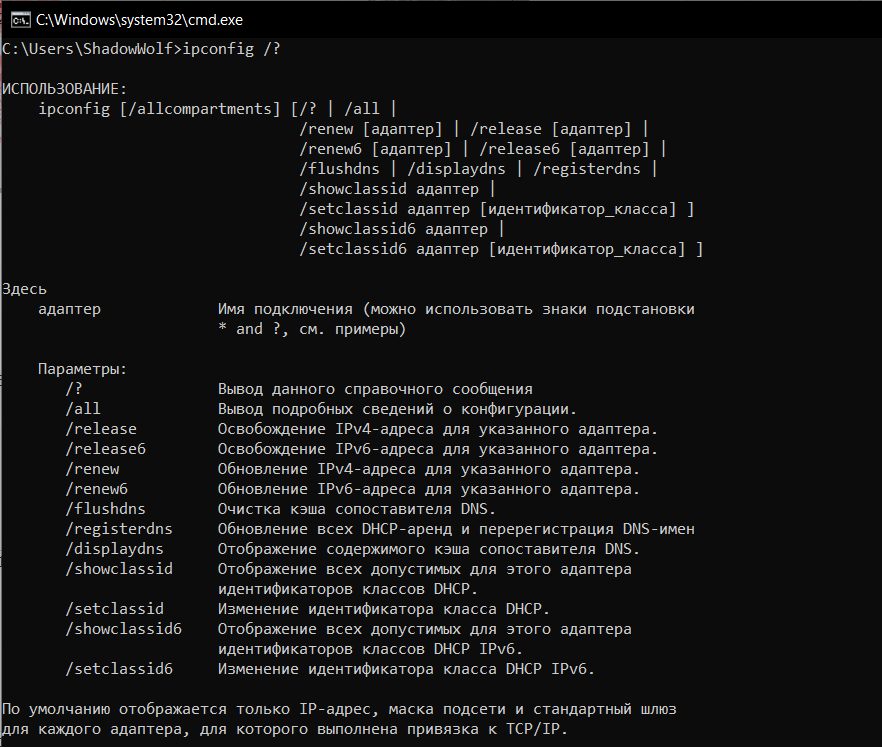 C:\Windows\system32\cmd.exe
C:\Users\ShadowWolf>ipconfig /?
ИСПОЛЬЗОВАНИЕ:
ipconfig [/allcompartments] [/? | /all |
/renew [адаптер] | /release [адаптер] |
/renew6 [адаптер] | /release6 [адаптер] |
/flushdns | /displaydns | /registerdns |
/showclassid адаптер |
/setclassid адаптер [идентификатор_класса] ]
/showclassid6 адаптер |
/setclassid6 адаптер [идентификатор_класса] ]
Здесь
адаптер Имя подключения (можно использовать знаки подстановки
* and ?, см. примеры)
Параметры:
/? Вывод данного справочного сообщения
/all Вывод подробных сведений о конфигурации.
/release Освобождение IPv4-адреса для указанного адаптера.
/release6 Освобождение IPv6-адреса для указанного адаптера.
/renew Обновление IPv4-адреса для указанного адаптера.
/renew6 Обновление IPv6-адреса для указанного адаптера.
/flushdns Очистка кэша сопоставителя DNS.
/registerdns Обновление всех DHCP-аренд и перерегистрация DNS-имен
/displaydns Отображение содержимого кэша сопоставителя DNS.
/showclassid Отображение всех допустимых для этого адаптера
идентификаторов классов DHCP.
/setclassid Изменение идентификатора класса DHCP.
/showclassid6 Отображение всех допустимых для этого адаптера
идентификаторов классов DHCP IPv6.
/setclassid6 Изменение идентификатора класса DHCP IPv6.
По умолчанию отображается только IP-адрес, маска подсети и стандартный шлюз
для каждого адаптера, для которого выполнена привязка к TCP/IP.